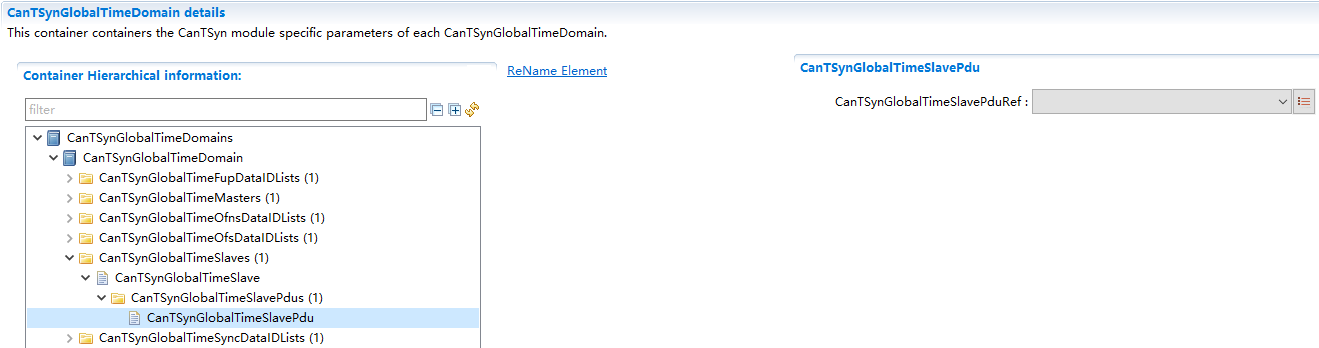 CanTSynGlobalTimeDomain details
This container containers the CanTSyn module specific parameters of each CanTSynGlobalTimeDomain.
Container Hierarchical information:
ReName Element
CanTSynGlobalTimeSlavePdu
filter
CanTSynGlobalTimeSlavePduRef :
CanTSynGlobalTimeDomains
CanTSynGlobalTimeDomain
CanTSynGlobalTimeFupDataIDLists (1)
CanTSynGlobalTimeMasters (1)
CanTSynGlobalTimeOfnsDataIDLists (1)
CanTSynGlobalTimeOfsDataIDLists (1)
CanTSynGlobalTimeSlaves (1)
CanTSynGlobalTimeSlave
CanTSynGlobalTimeSlavePdus (1)
CanTSynGlobalTimeSlavePdu
CanTSynGlobalTimeSyncDataIDLists (1)